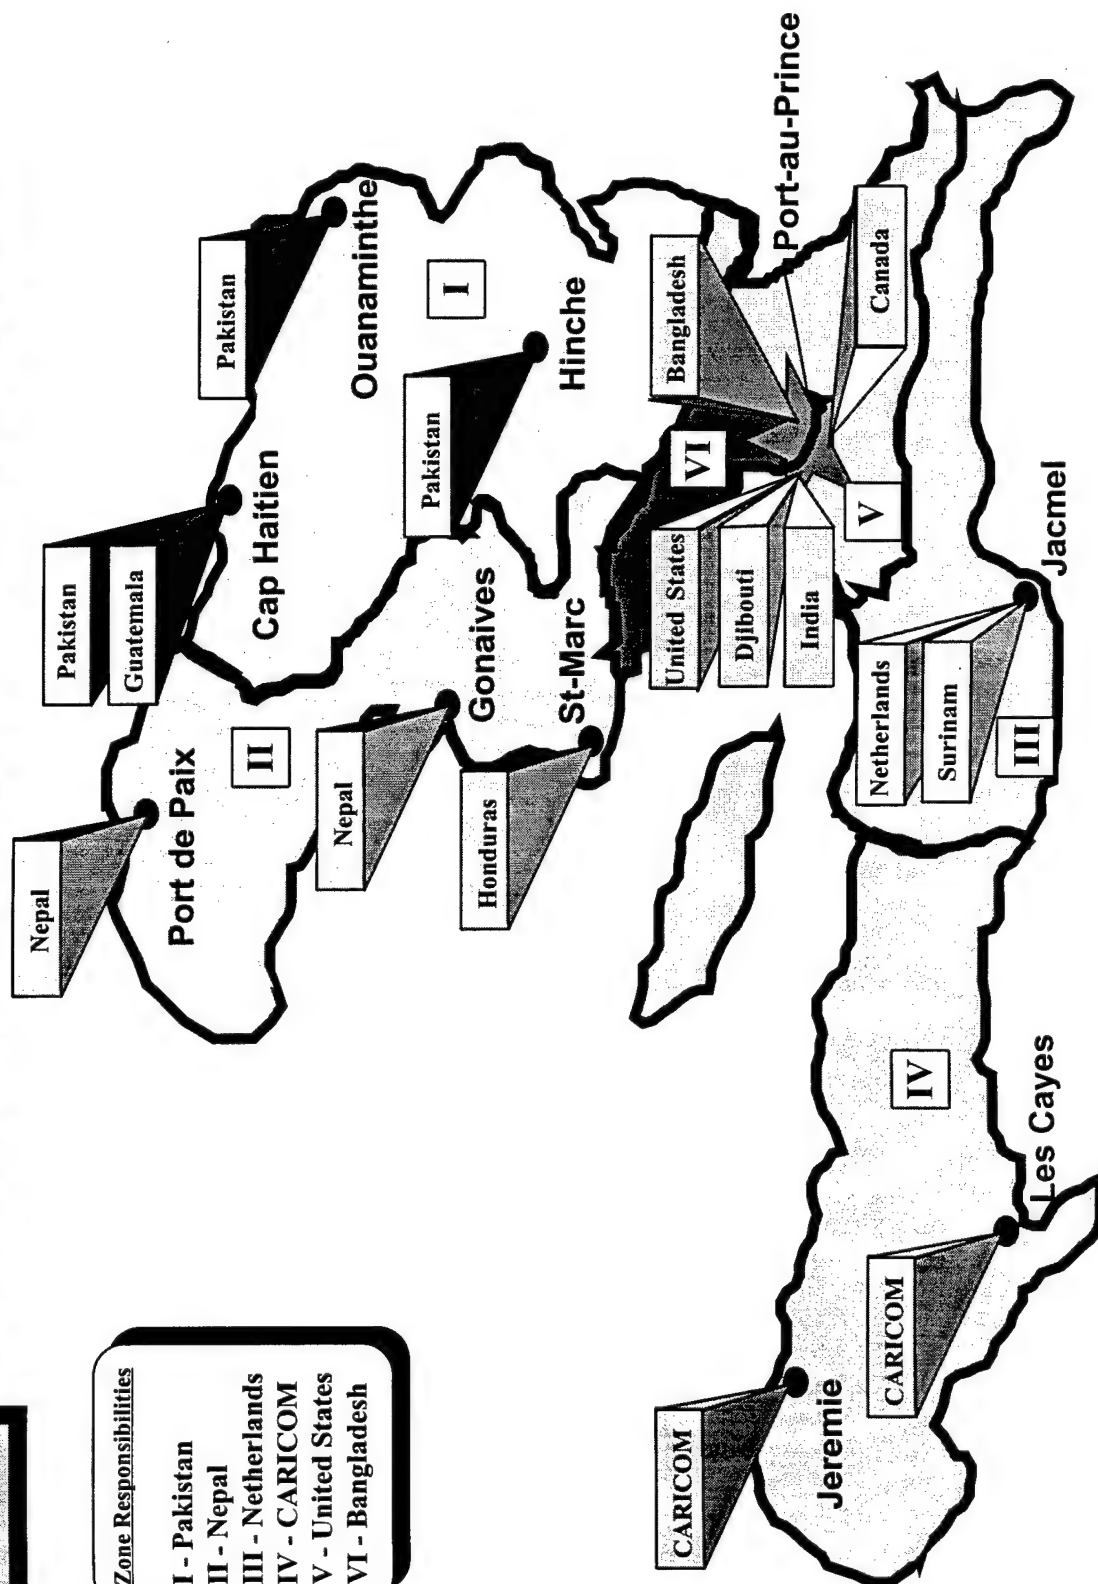 Nepal
Port de Paix
II
Pakistan
Guatemala
Cap Haitien
Pakistan
Ouanaminthe
I
Pakistan
Hinche
Nepal
Gonaives
Honduras
St-Marc
VI
Bangladesh
Port-au-Prince
United States
Djibouti
India
V
Canada
Netherlands
Surinam
III
Jacmel
IV
CARICOM
Jeremie
CARICOM
Les Cayes
Zone Responsibilities
I - Pakistan
II - Nepal
III - Netherlands
IV - CARICOM
V - United States
VI - Bangladesh